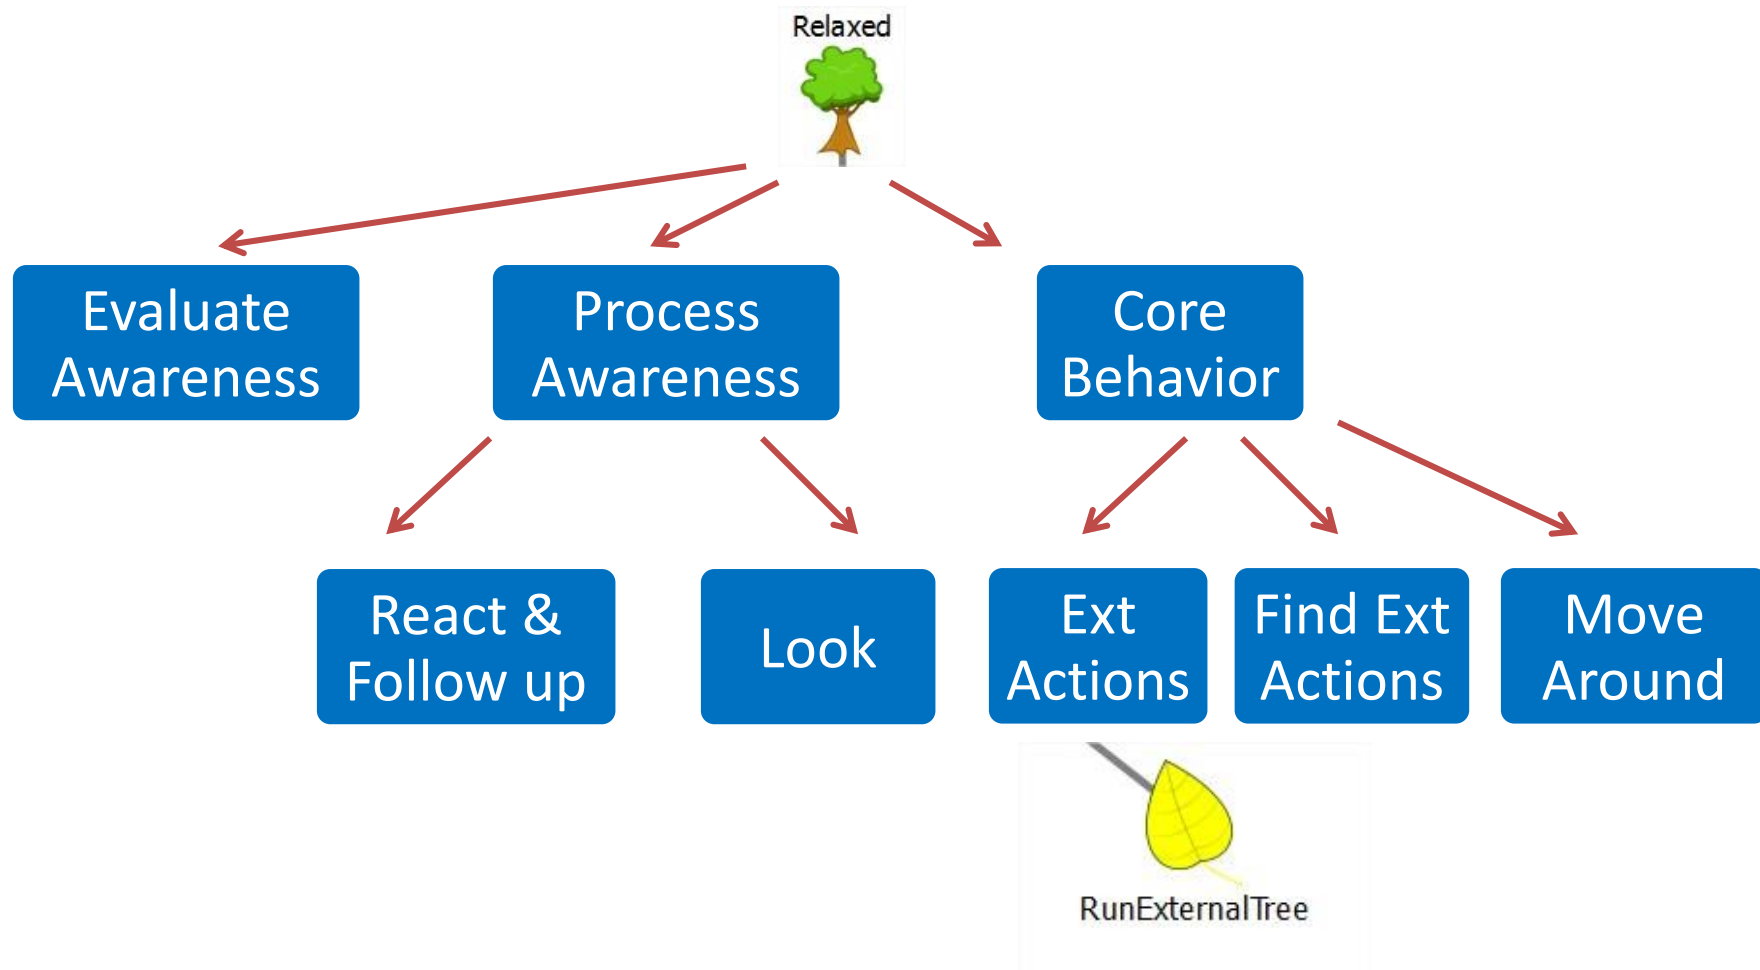 Relaxed
Evaluate
Awareness
Process
Awareness
Core
Behavior
React &
Follow up
Look
Ext
Actions
Find Ext
Actions
Move
Around
RunExternalTree